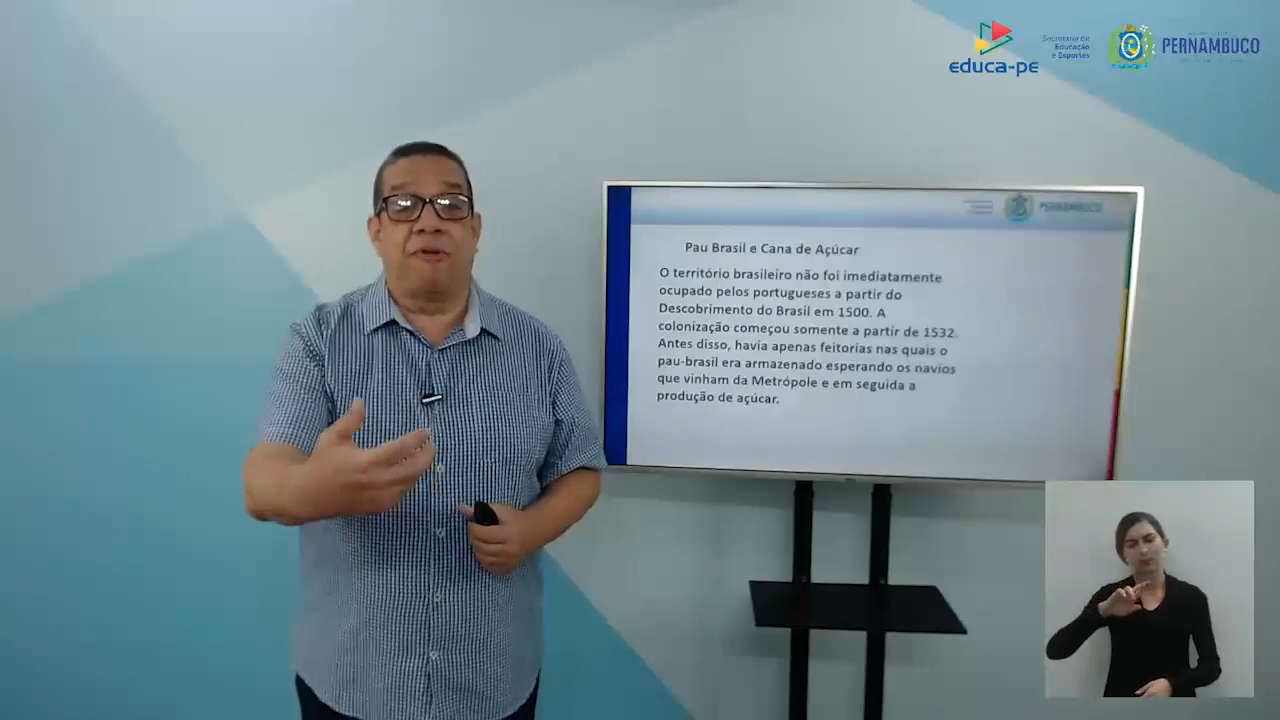 educa-pe
Secretaria de
Educação
e Esportes
PERNAMBUCO
PERNAMBUCO
Pau Brasil e Cana de Açúcar
O território brasileiro não foi imediatamente
ocupado pelos portugueses a partir do
Descobrimento do Brasil em 1500. A
colonização começou somente a partir de 1532.
Antes disso, havia apenas feitorias nas quais o
pau-brasil era armazenado esperando os navios
que vinham da Metrópole e em seguida a
produção de açúcar.